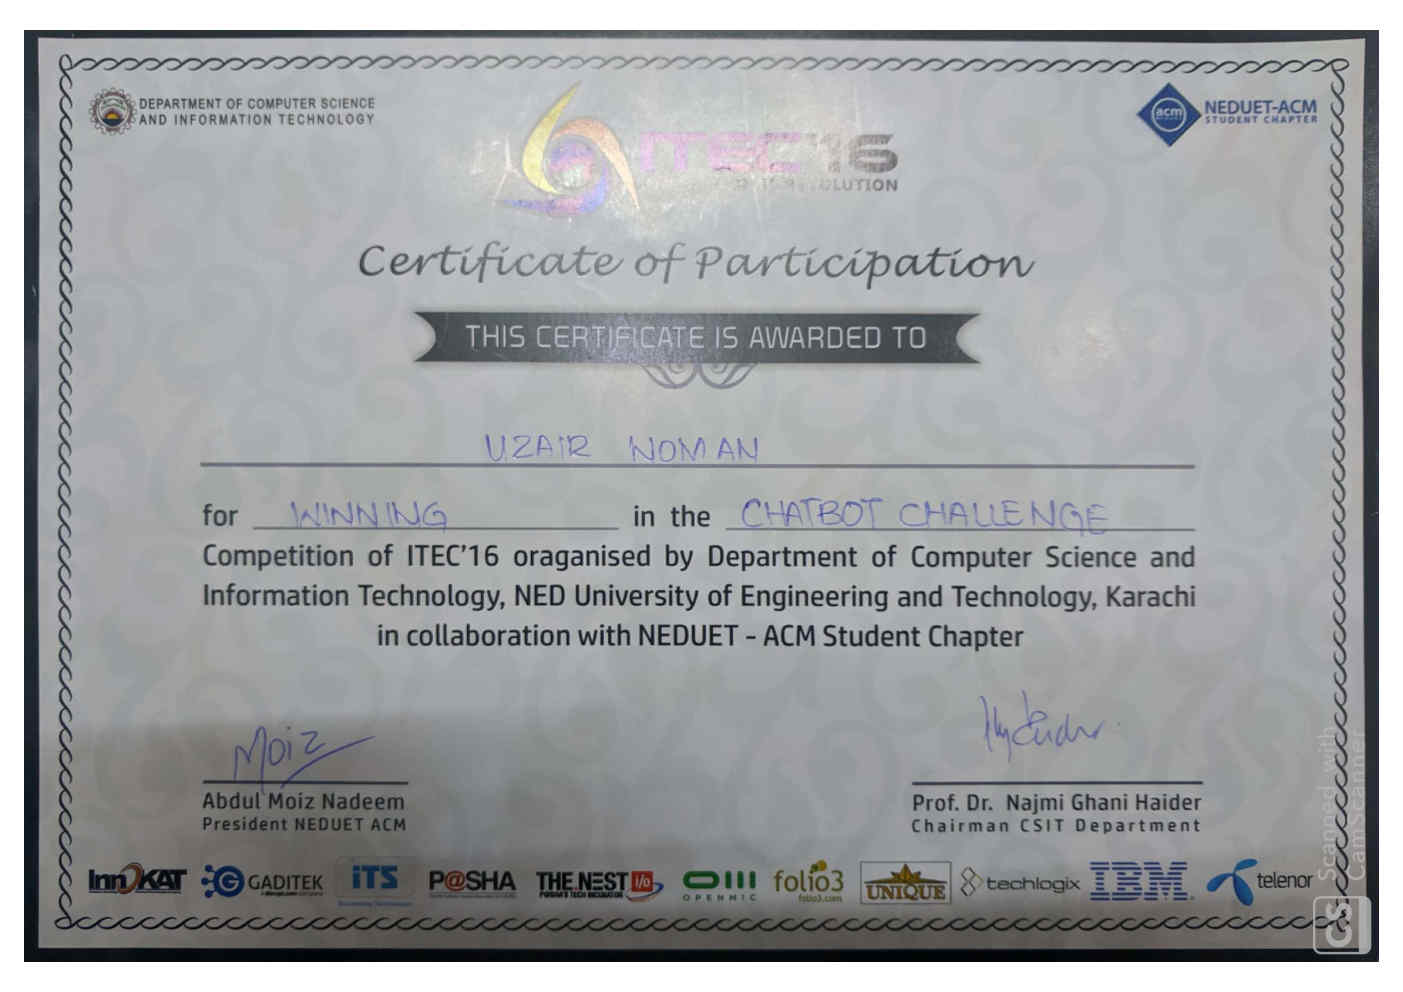 DEPARTMENT OF COMPUTER SCIENCE
AND INFORMATION TECHNOLOGY
NEDUET-ACM
STUDENT CHAPTER
acm
ITEC'16
Certificate of Participation
THIS CERTIFICATE IS AWARDED TO
UZAIR NOMAN
for WINNING in the CHATBOT CHALLENGE
Competition of ITEC'16 oraganised by Department of Computer Science and
Information Technology, NED University of Engineering and Technology, Karachi
in collaboration with NEDUET - ACM Student Chapter
Moiz
Abdul Moiz Nadeem
President NEDUET ACM
Prof. Dr. Najmi Ghani Haider
Chairman CSIT Department
InnOKAT
G GADITEK
iTS
P@SHA
THE NEST I/O
OPENNIC
folio3
folio3.com
UNIQUE
techlogix
IBM
telenor
Scanned with
CamScanner
CS